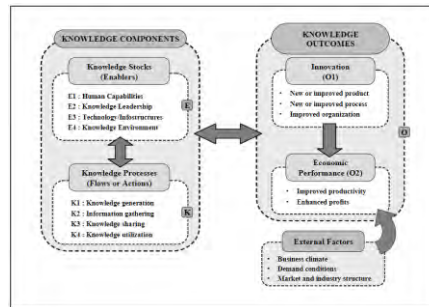 KNOWLEDGE COMPONENTS
Knowledge Stocks
(Enablers)
E1 : Human Capabilities
E2 : Knowledge Leadership
E3 : Technology/Infrastructures
E4 : Knowledge Environment
E
Knowledge Processes
(Flows or Actions)
K1 : Knowledge generation
K2 : Information gathering
K3 : Knowledge sharing
K4 : Knowledge utilization
K
KNOWLEDGE
OUTCOMES
Innovation
(O1)
• New or improved product
• New or improved process
• Improved organization
O
Economic
Performance (O2)
• Improved productivity
• Enhanced profits
External Factors
• Business climate
• Demand conditions
• Market and industry structure